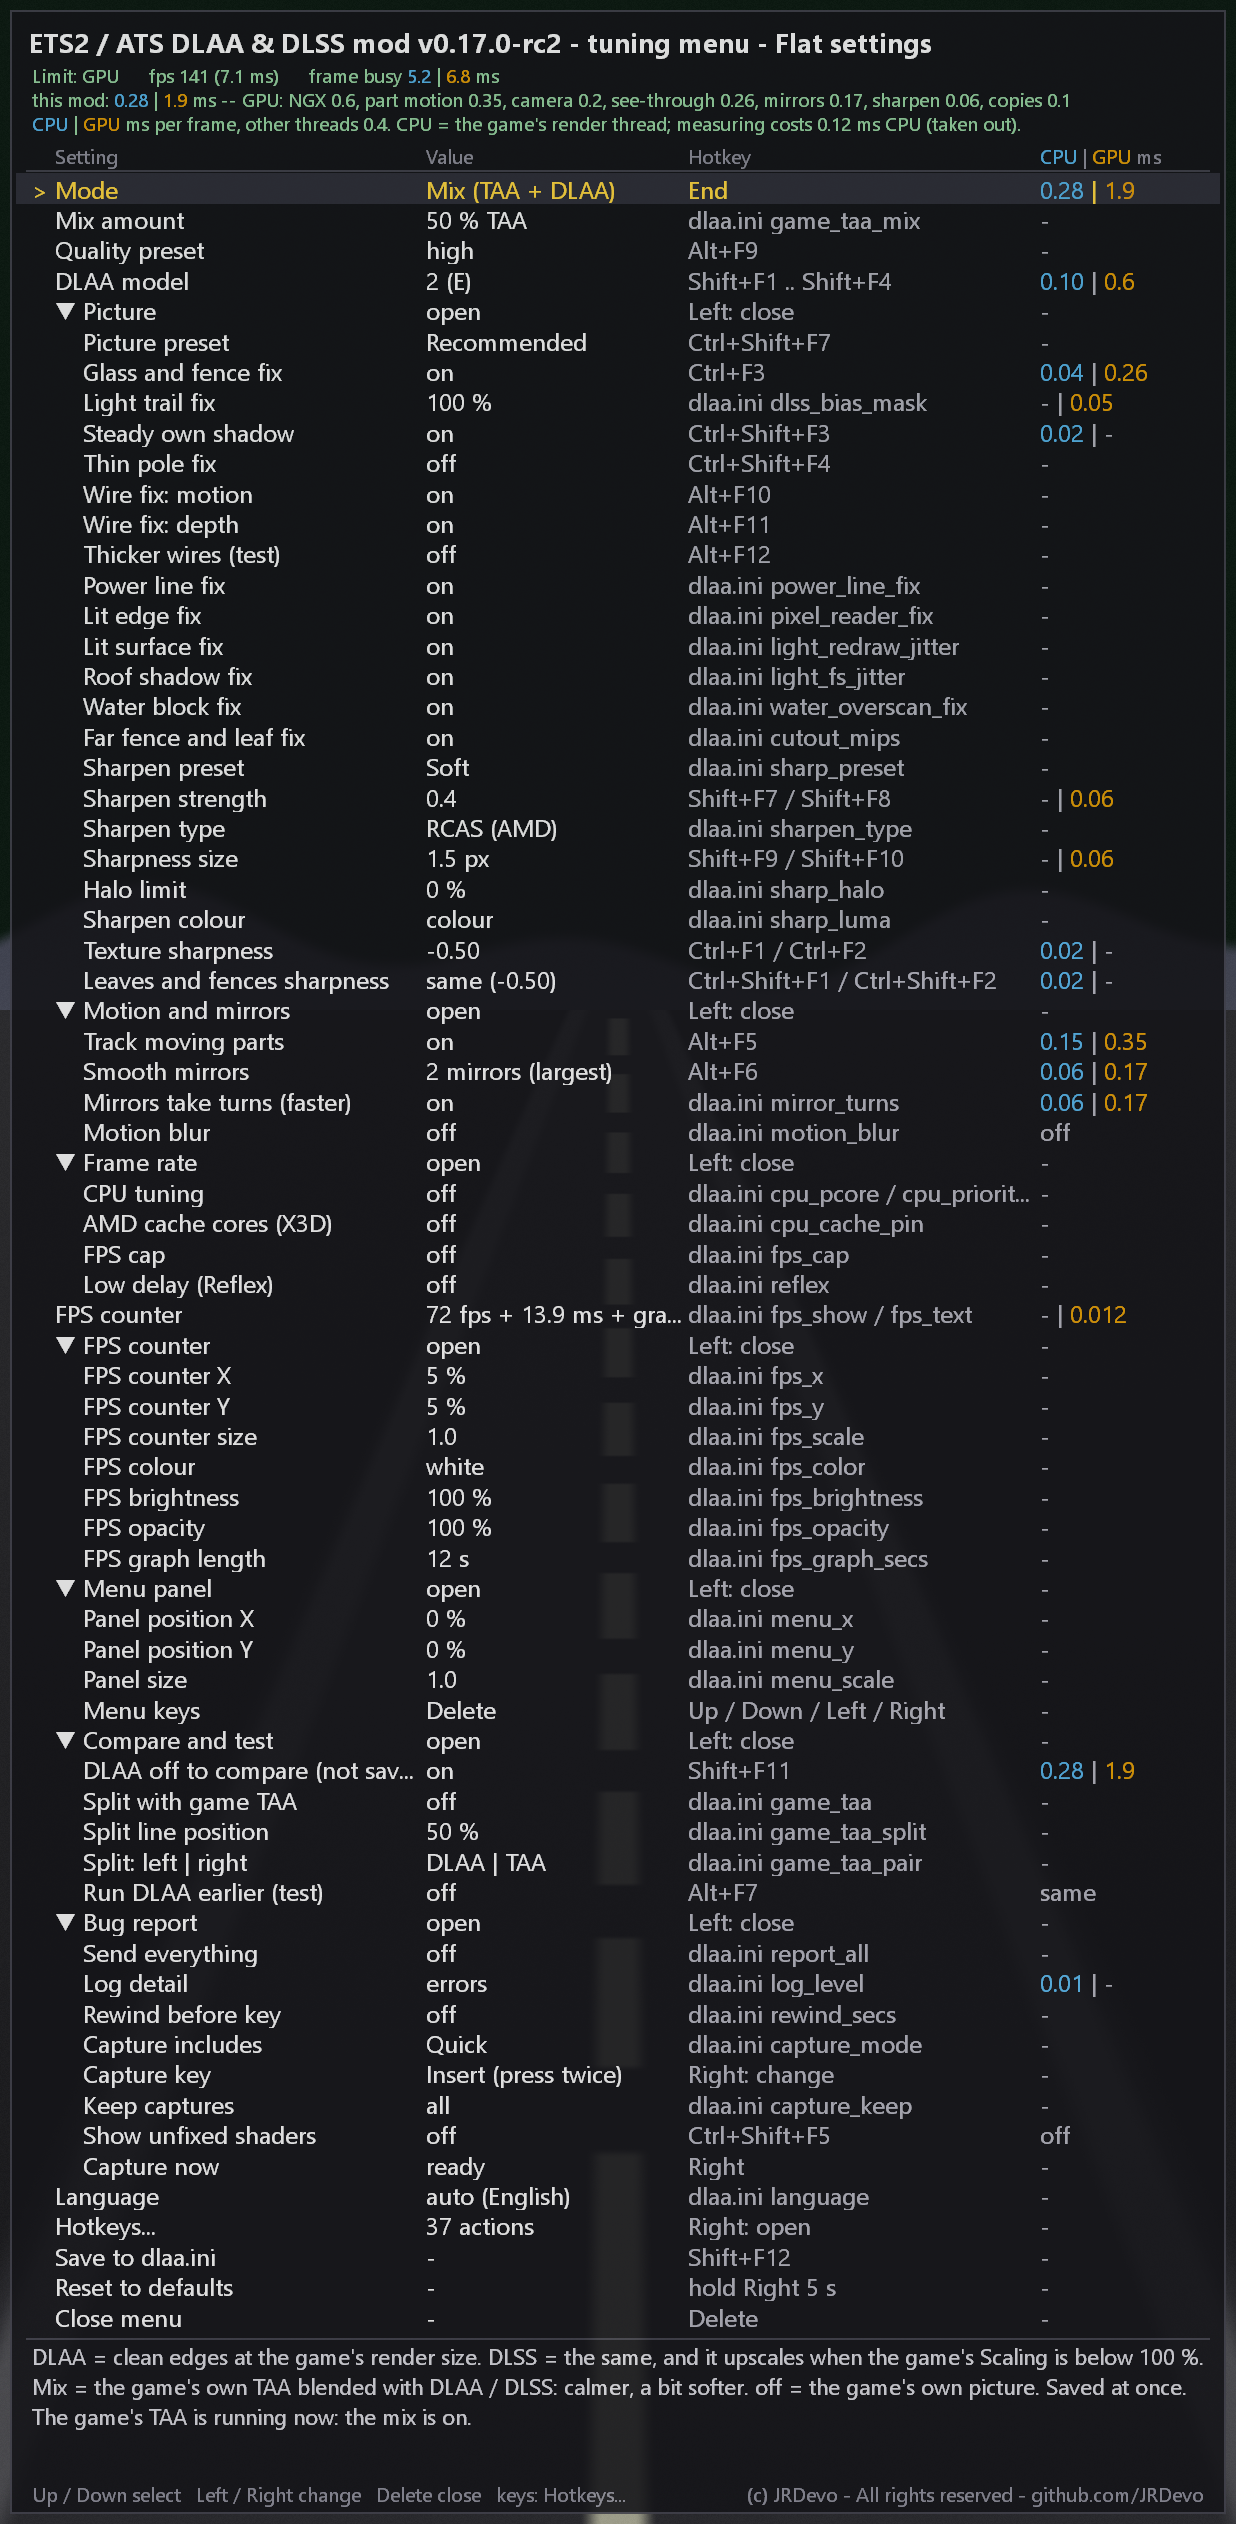 ETS2 / ATS DLAA & DLSS mod v0.17.0-rc2 - tuning menu - Flat settings
Limit: GPU fps 141 (7.1 ms) frame busy 5.2 | 6.8 ms
this mod: 0.28 | 1.9 ms -- GPU: NGX 0.6, part motion 0.35, camera 0.2, see-through 0.26, mirrors 0.17, sharpen 0.06, copies 0.1
CPU | GPU ms per frame, other threads 0.4. CPU = the game's render thread; measuring costs 0.12 ms CPU (taken out).
Setting Value Hotkey CPU | GPU ms
> Mode Mix (TAA + DLAA) End 0.28 | 1.9
Mix amount 50 % TAA dlaa.ini game_taa_mix -
Quality preset high Alt+F9 -
DLAA model 2 (E) Shift+F1 .. Shift+F4 0.10 | 0.6
▼ Picture open Left: close -
Picture preset Recommended Ctrl+Shift+F7 -
Glass and fence fix on Ctrl+F3 0.04 | 0.26
Light trail fix 100 % dlaa.ini dlss_bias_mask - | 0.05
Steady own shadow on Ctrl+Shift+F3 0.02 | -
Thin pole fix off Ctrl+Shift+F4 -
Wire fix: motion on Alt+F10 -
Wire fix: depth on Alt+F11 -
Thicker wires (test) off Alt+F12 -
Power line fix on dlaa.ini power_line_fix -
Lit edge fix on dlaa.ini pixel_reader_fix -
Lit surface fix on dlaa.ini light_redraw_jitter -
Roof shadow fix on dlaa.ini light_fs_jitter -
Water block fix on dlaa.ini water_overscan_fix -
Far fence and leaf fix on dlaa.ini cutout_mips -
Sharpen preset Soft dlaa.ini sharp_preset -
Sharpen strength 0.4 Shift+F7 / Shift+F8 - | 0.06
Sharpen type RCAS (AMD) dlaa.ini sharpen_type -
Sharpness size 1.5 px Shift+F9 / Shift+F10 - | 0.06
Halo limit 0 % dlaa.ini sharp_halo -
Sharpen colour colour dlaa.ini sharp_luma -
Texture sharpness -0.50 Ctrl+F1 / Ctrl+F2 0.02 | -
Leaves and fences sharpness same (-0.50) Ctrl+Shift+F1 / Ctrl+Shift+F2 0.02 | -
▼ Motion and mirrors open Left: close -
Track moving parts on Alt+F5 0.15 | 0.35
Smooth mirrors 2 mirrors (largest) Alt+F6 0.06 | 0.17
Mirrors take turns (faster) on dlaa.ini mirror_turns 0.06 | 0.17
Motion blur off dlaa.ini motion_blur off
▼ Frame rate open Left: close -
CPU tuning off dlaa.ini cpu_pcore / cpu_priorit... -
AMD cache cores (X3D) off dlaa.ini cpu_cache_pin -
FPS cap off dlaa.ini fps_cap -
Low delay (Reflex) off dlaa.ini reflex -
FPS counter 72 fps + 13.9 ms + gra... dlaa.ini fps_show / fps_text - | 0.012
▼ FPS counter open Left: close -
FPS counter X 5 % dlaa.ini fps_x -
FPS counter Y 5 % dlaa.ini fps_y -
FPS counter size 1.0 dlaa.ini fps_scale -
FPS colour white dlaa.ini fps_color -
FPS brightness 100 % dlaa.ini fps_brightness -
FPS opacity 100 % dlaa.ini fps_opacity -
FPS graph length 12 s dlaa.ini fps_graph_secs -
▼ Menu panel open Left: close -
Panel position X 0 % dlaa.ini menu_x -
Panel position Y 0 % dlaa.ini menu_y -
Panel size 1.0 dlaa.ini menu_scale -
Menu keys Delete Up / Down / Left / Right -
▼ Compare and test open Left: close -
DLAA off to compare (not sav... on Shift+F11 0.28 | 1.9
Split with game TAA off dlaa.ini game_taa -
Split line position 50 % dlaa.ini game_taa_split -
Split: left | right DLAA | TAA dlaa.ini game_taa_pair -
Run DLAA earlier (test) off Alt+F7 same
▼ Bug report open Left: close -
Send everything off dlaa.ini report_all -
Log detail errors dlaa.ini log_level 0.01 | -
Rewind before key off dlaa.ini rewind_secs -
Capture includes Quick dlaa.ini capture_mode -
Capture key Insert (press twice) Right: change -
Keep captures all dlaa.ini capture_keep -
Show unfixed shaders off Ctrl+Shift+F5 off
Capture now ready Right -
Language auto (English) dlaa.ini language -
Hotkeys... 37 actions Right: open -
Save to dlaa.ini - Shift+F12 -
Reset to defaults - hold Right 5 s -
Close menu - Delete -
DLAA = clean edges at the game's render size. DLSS = the same, and it upscales when the game's Scaling is below 100 %.
Mix = the game's own TAA blended with DLAA / DLSS: calmer, a bit softer. off = the game's own picture. Saved at once.
The game's TAA is running now: the mix is on.
Up / Down select Left / Right change Delete close keys: Hotkeys... (c) JRDevo - All rights reserved - github.com/JRDevo